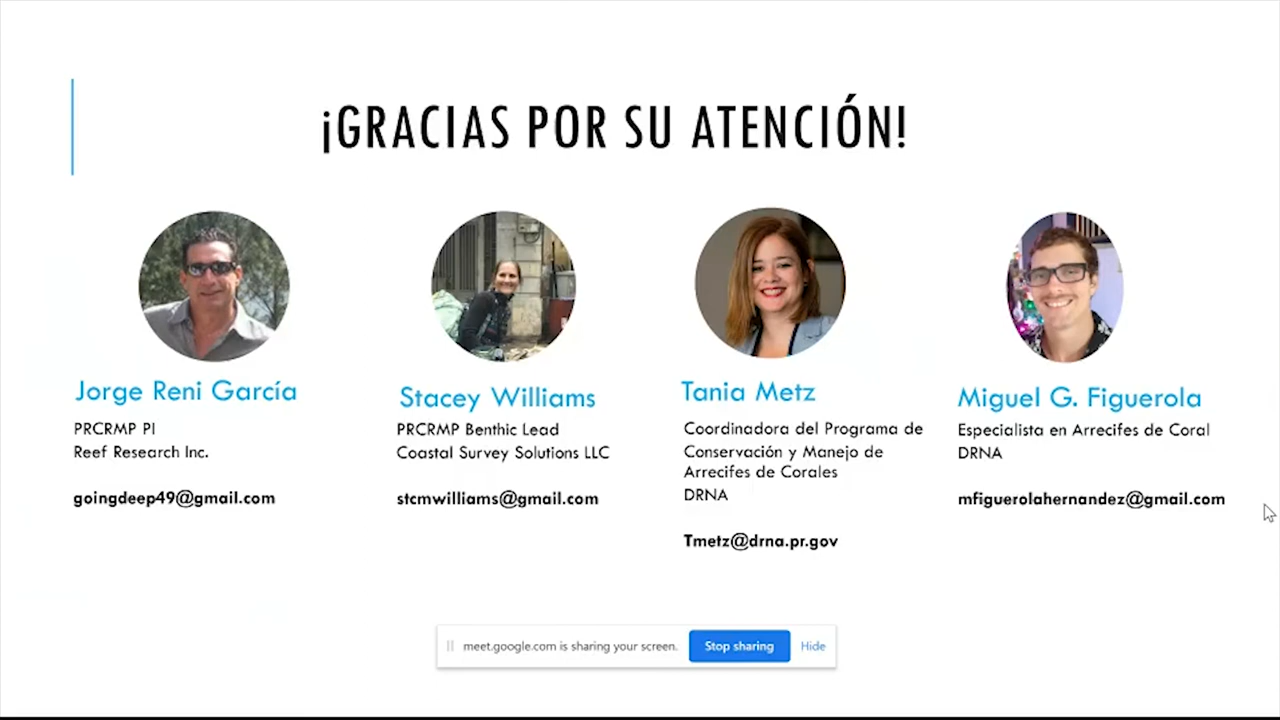 ¡GRACIAS POR SU ATENCIÓN!
Jorge Reni García
PRCRMP PI
Reef Research Inc.
goingdeep49@gmail.com
Stacey Williams
PRCRMP Benthic Lead
Coastal Survey Solutions LLC
stcmwilliams@gmail.com
Tania Metz
Coordinadora del Programa de
Conservación y Manejo de
Arrecifes de Corales
DRNA
Tmetz@drna.pr.gov
Miguel G. Figuerola
Especialista en Arrecifes de Coral
DRNA
mfiguerolahernandez@gmail.com
meet.google.com is sharing your screen.
Stop sharing
Hide